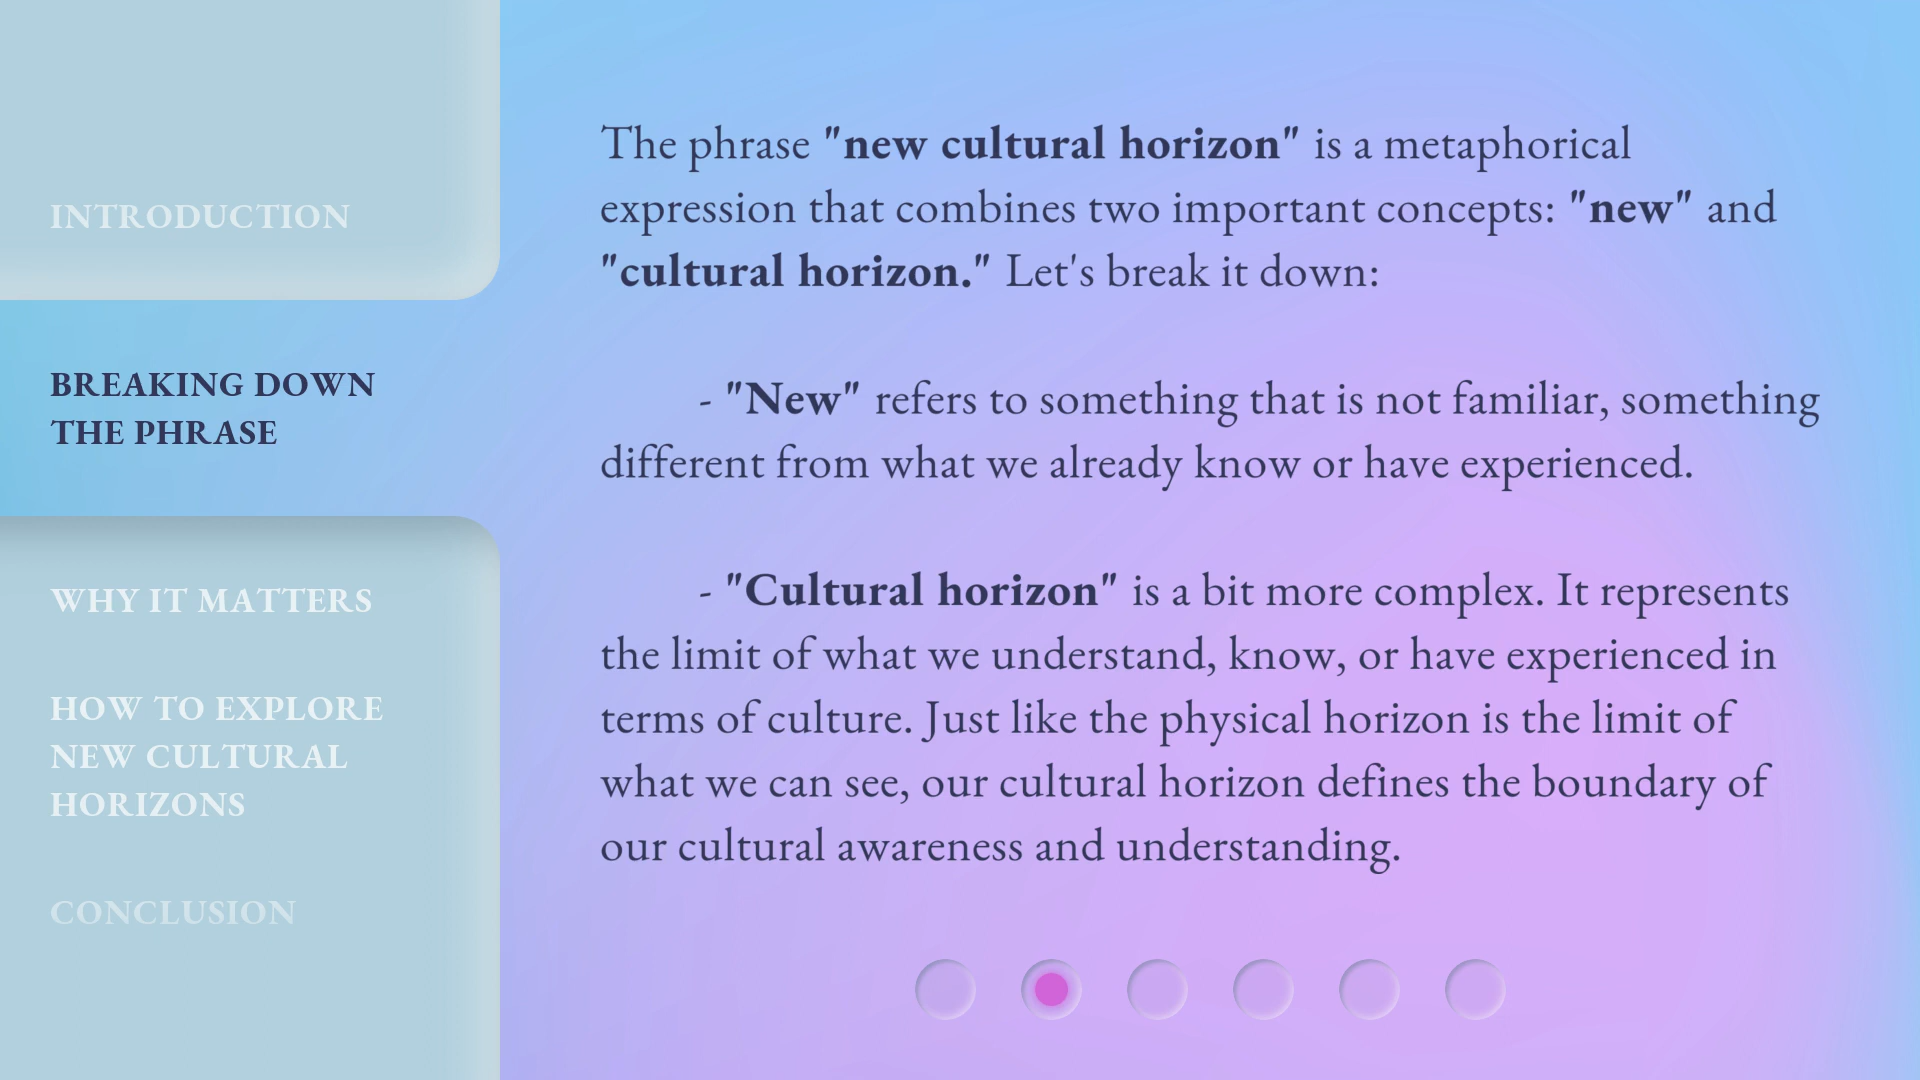 INTRODUCTION
BREAKING DOWN
THE PHRASE
WHY IT MATTERS
HOW TO EXPLORE
NEW CULTURAL
HORIZONS
CONCLUSION
The phrase "new cultural horizon" is a metaphorical
expression that combines two important concepts: "new" and
"cultural horizon." Let's break it down:
- "New" refers to something that is not familiar, something
different from what we already know or have experienced.
- "Cultural horizon" is a bit more complex. It represents
the limit of what we understand, know, or have experienced in
terms of culture. Just like the physical horizon is the limit of
what we can see, our cultural horizon defines the boundary of
our cultural awareness and understanding.